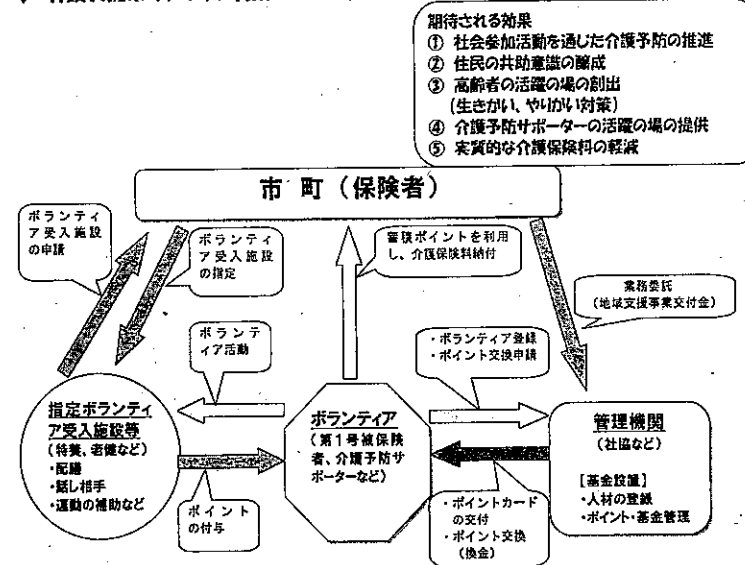 期待される効果
① 社会参加活動を通じた介護予防の推進
② 住民の共助意識の醸成
③ 高齢者の活躍の場の創出
(生きがい、やりがい対策)
④ 介護予防サポーターの活躍の場の提供
⑤ 実質的な介護保険料の軽減
市 町（保険者）
ボランティ
ア受入施設
の申請
ボランティ
ア受入施設
の指定
蓄積ポイントを利用
し、介護保険料納付
業務委託
（地域支援事業交付金）
ボランテ
ィア活動
・ボランティア登録
・ポイント交換申請
指定ボランティ
ア受入施設等
(特養、老健など)
・配膳
・話し相手
・運動の補助など
ボランティア
(第1号被保険
者、介護予防サ
ポーターなど)
管理機関
(社協など)
【基金設置】
・人材の登録
・ポイント・基金管理
ポイント
の付与
・ポイントカード
の交付
・ポイント交換
(換金)